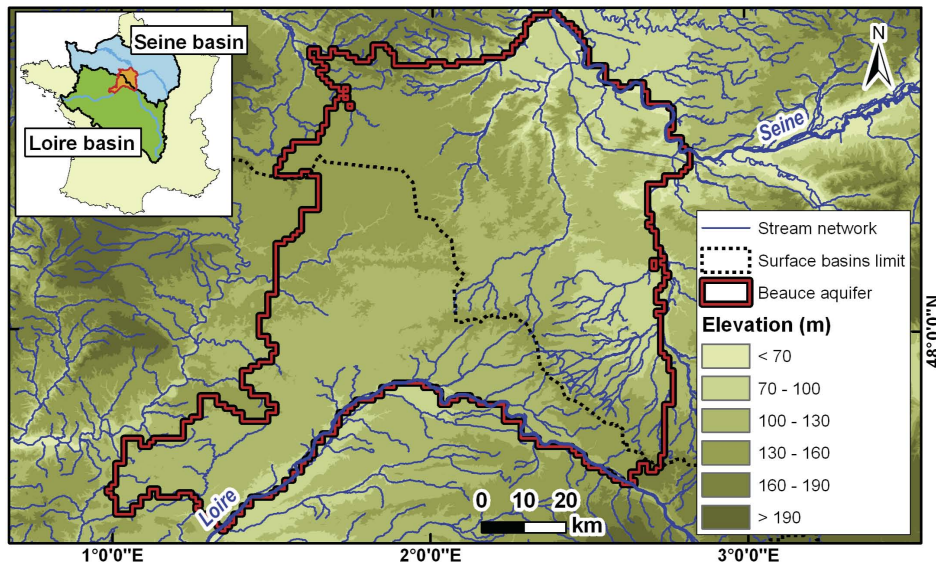 Seine basin
Loire basin
N
Seine
Stream network
Surface basins limit
Beauce aquifer
Elevation (m)
< 70
70 - 100
100 - 130
130 - 160
160 - 190
> 190
48°0'0"N
Loire
0 10 20
km
1°0'0"E 2°0'0"E 3°0'0"E